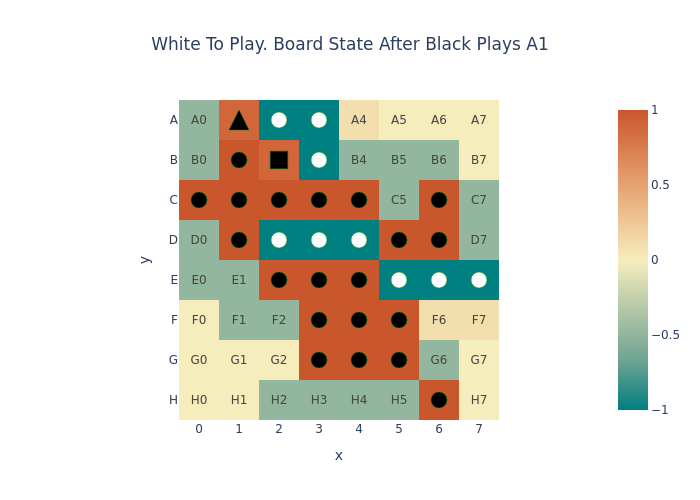 White To Play. Board State After Black Plays A1
A A0 A4 A5 A6 A7
B B0 B4 B5 B6 B7
C C5 C7
D D0 D7
E E0 E1
F F0 F1 F2 F6 F7
G G0 G1 G2 G6 G7
H H0 H1 H2 H3 H4 H5 H7
0 1 2 3 4 5 6 7
x
y
1
0.5
0
−0.5
−1